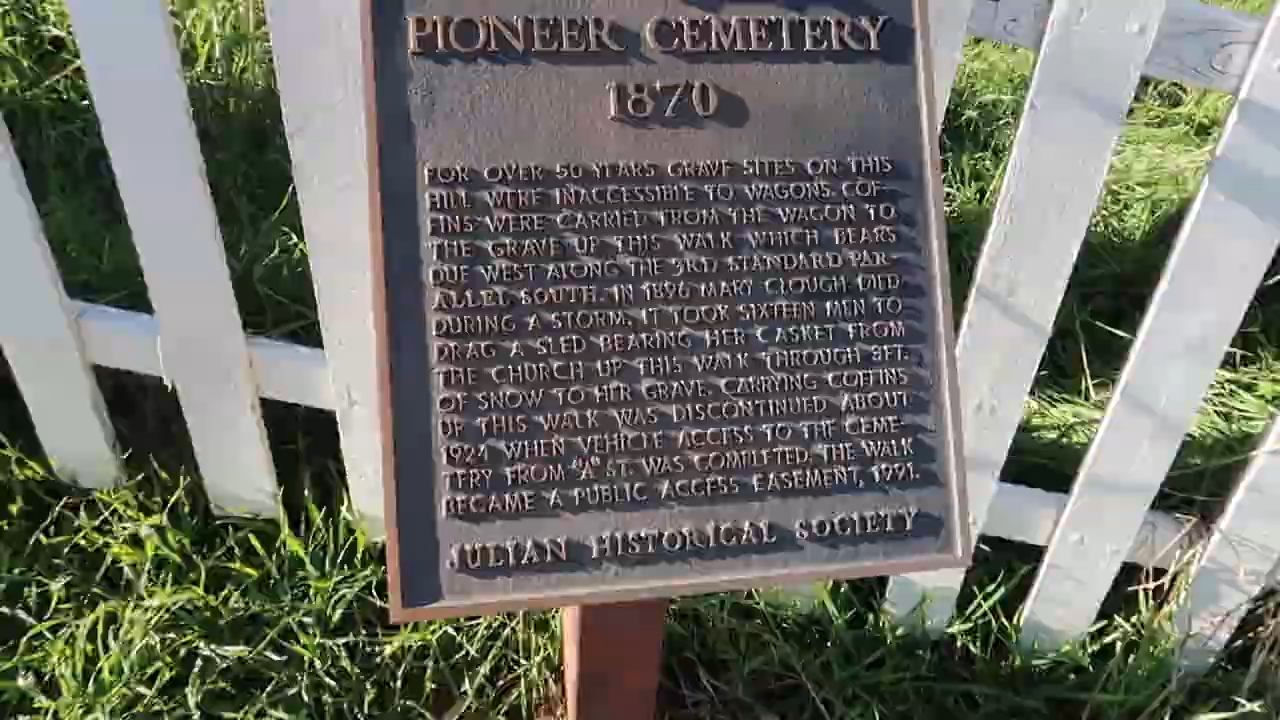 PIONEER CEMETERY
1870
FOR OVER 50 YEARS GRAVE SITES ON THIS
HILL WERE INACCESSIBLE TO WAGONS. COF-
FINS WERE CARRIED FROM THE WAGON TO
THE GRAVE UP THIS WALK WHICH BEARS
DUE WEST ALONG THE 3RD. STANDARD PAR-
ALLEL SOUTH. IN 1896 MARY CLOUGH DIED
DURING A STORM. IT TOOK SIXTEEN MEN TO
DRAG A SLED BEARING HER CASKET FROM
THE CHURCH UP THIS WALK THROUGH 3FT.
OF SNOW TO HER GRAVE. CARRYING COFFINS
UP THIS WALK WAS DISCONTINUED ABOUT
1924 WHEN VEHICLE ACCESS TO THE CEME-
TERY FROM "A" ST. WAS COMPLETED. THE WALK
BECAME A PUBLIC ACCESS EASEMENT, 1991.
JULIAN HISTORICAL SOCIETY